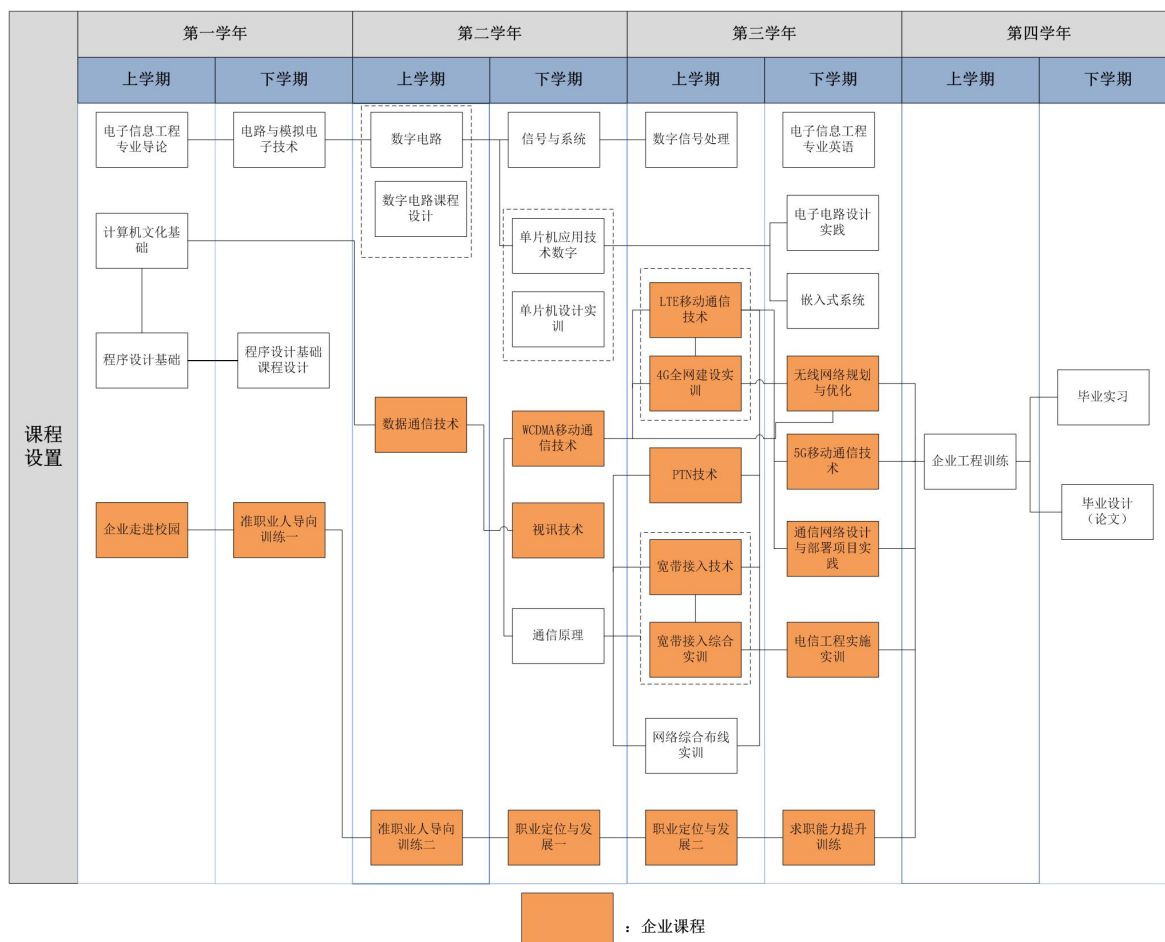 第一学年
第二学年
第三学年
第四学年
上学期
下学期
上学期
下学期
上学期
下学期
上学期
下学期
课程
设置
电子信息工程
专业导论
电路与模拟电
子技术
数字电路
信号与系统
数字信号处理
电子信息工程
专业英语
数字电路课程
设计
计算机文化基
础
单片机应用技
术数字
电子电路设计
实践
LTE移动通信
技术
单片机设计实
训
嵌入式系统
程序设计基础
程序设计基础
课程设计
4G全网建设实
训
无线网络规划
与优化
毕业实习
数据通信技术
WCDMA移动通
信技术
PTN技术
5G移动通信技
术
企业工程训练
企业走进校园
准职业人导向
训练一
视讯技术
宽带接入技术
通信网络设计
与部署项目实
践
毕业设计
（论文）
通信原理
宽带接入综合
实训
电信工程实施
实训
网络综合布线
实训
准职业人导向
训练二
职业定位与发
展一
职业定位与发
展二
求职能力提升
训练
：企业课程